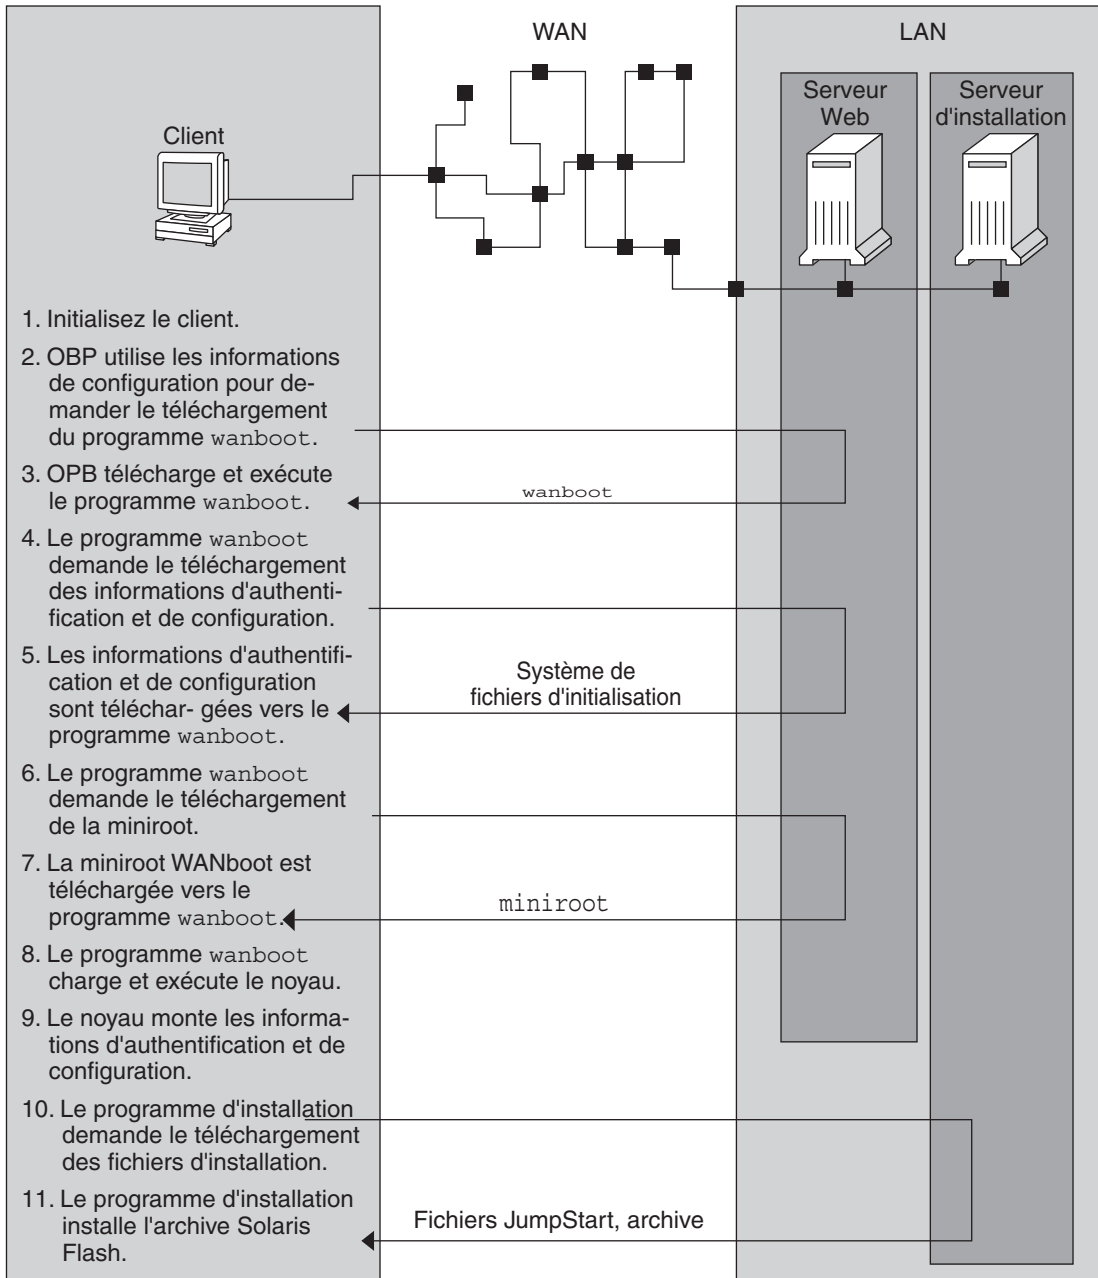 WAN
LAN
Client
Serveur
Web
Serveur
d'installation
1. Initialisez le client.
2. OBP utilise les informations
de configuration pour de-
mander le téléchargement
du programme wanboot.
3. OPB télécharge et exécute
le programme wanboot.
wanboot
4. Le programme wanboot
demande le téléchargement
des informations d'authenti-
fication et de configuration.
5. Les informations d'authentifi-
cation et de configuration
sont téléchar- gées vers le
programme wanboot.
Système de
fichiers d'initialisation
6. Le programme wanboot
demande le téléchargement
de la miniroot.
7. La miniroot WANboot est
téléchargée vers le
programme wanboot.
miniroot
8. Le programme wanboot
charge et exécute le noyau.
9. Le noyau monte les informa-
tions d'authentification et de
configuration.
10. Le programme d'installation
demande le téléchargement
des fichiers d'installation.
11. Le programme d'installation
installe l'archive Solaris
Flash.
Fichiers JumpStart, archive